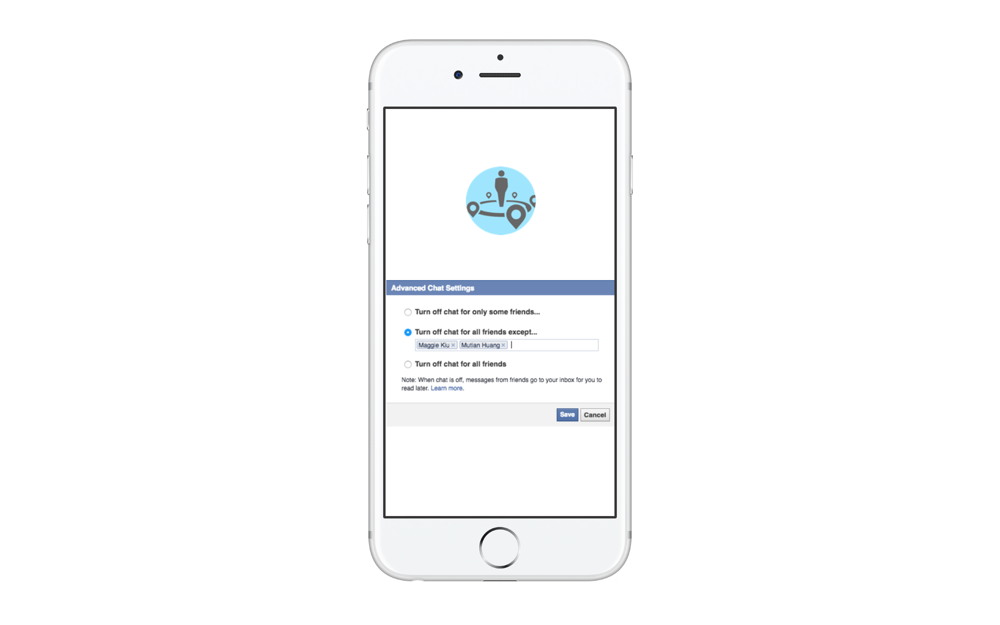 Advanced Chat Settings
Turn off chat for only some friends...
Turn off chat for all friends except...
Maggie Kiu × Mutian Huang ×
Turn off chat for all friends
Note: When chat is off, messages from friends go to your inbox for you to
read later. Learn more.
Save Cancel